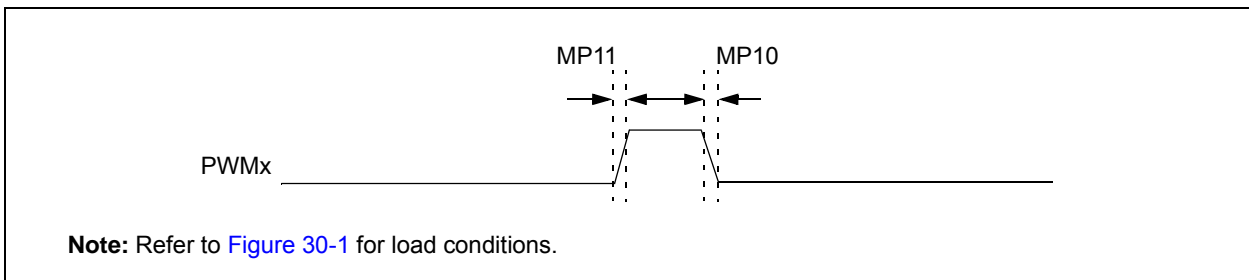 MP11 MP10
PWMx
Note: Refer to Figure 30-1 for load conditions.